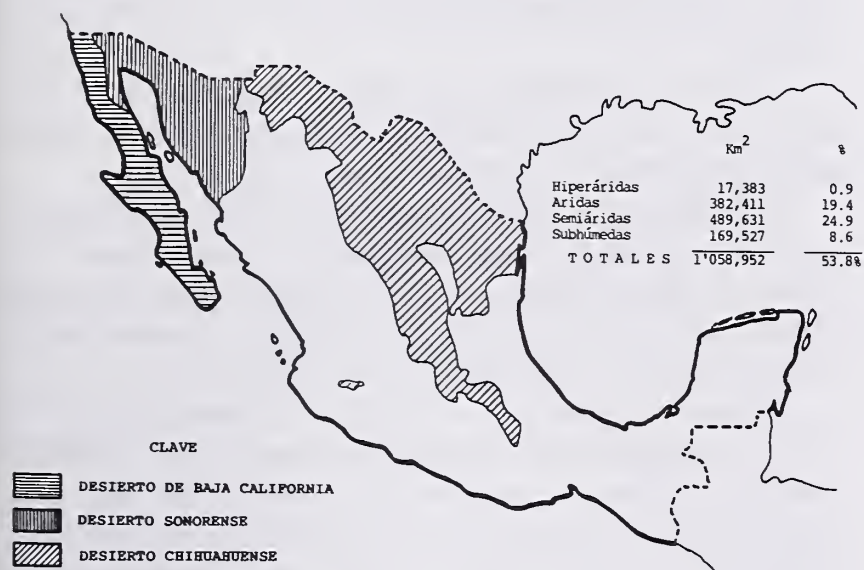 Km2 %
Hiperáridas 17,383 0.9
Aridas 382,411 19.4
Semiáridas 489,631 24.9
Subhúmedas 169,527 8.6
TOTALES 1'058,952 53.8%
CLAVE
DESIERTO DE BAJA CALIFORNIA
DESIERTO SONORENSE
DESIERTO CHIHUAHUENSE